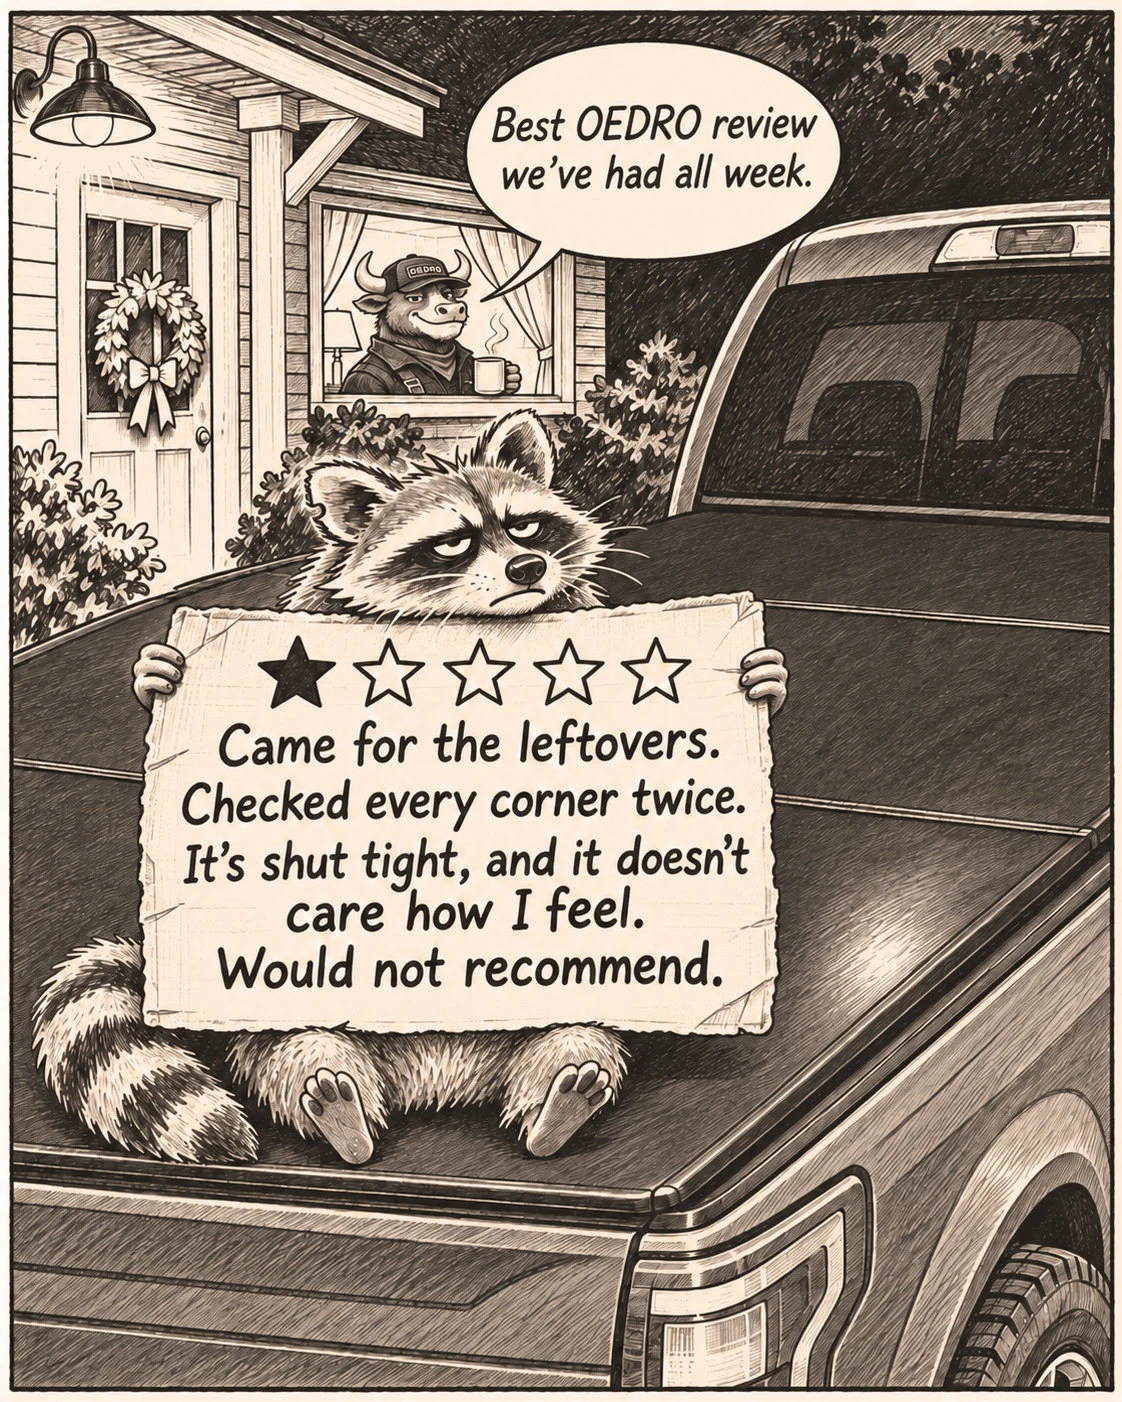 Best OEDRO review
we've had all week.
OEDRO
Came for the leftovers.
Checked every corner twice.
It's shut tight, and it doesn't
care how I feel.
Would not recommend.